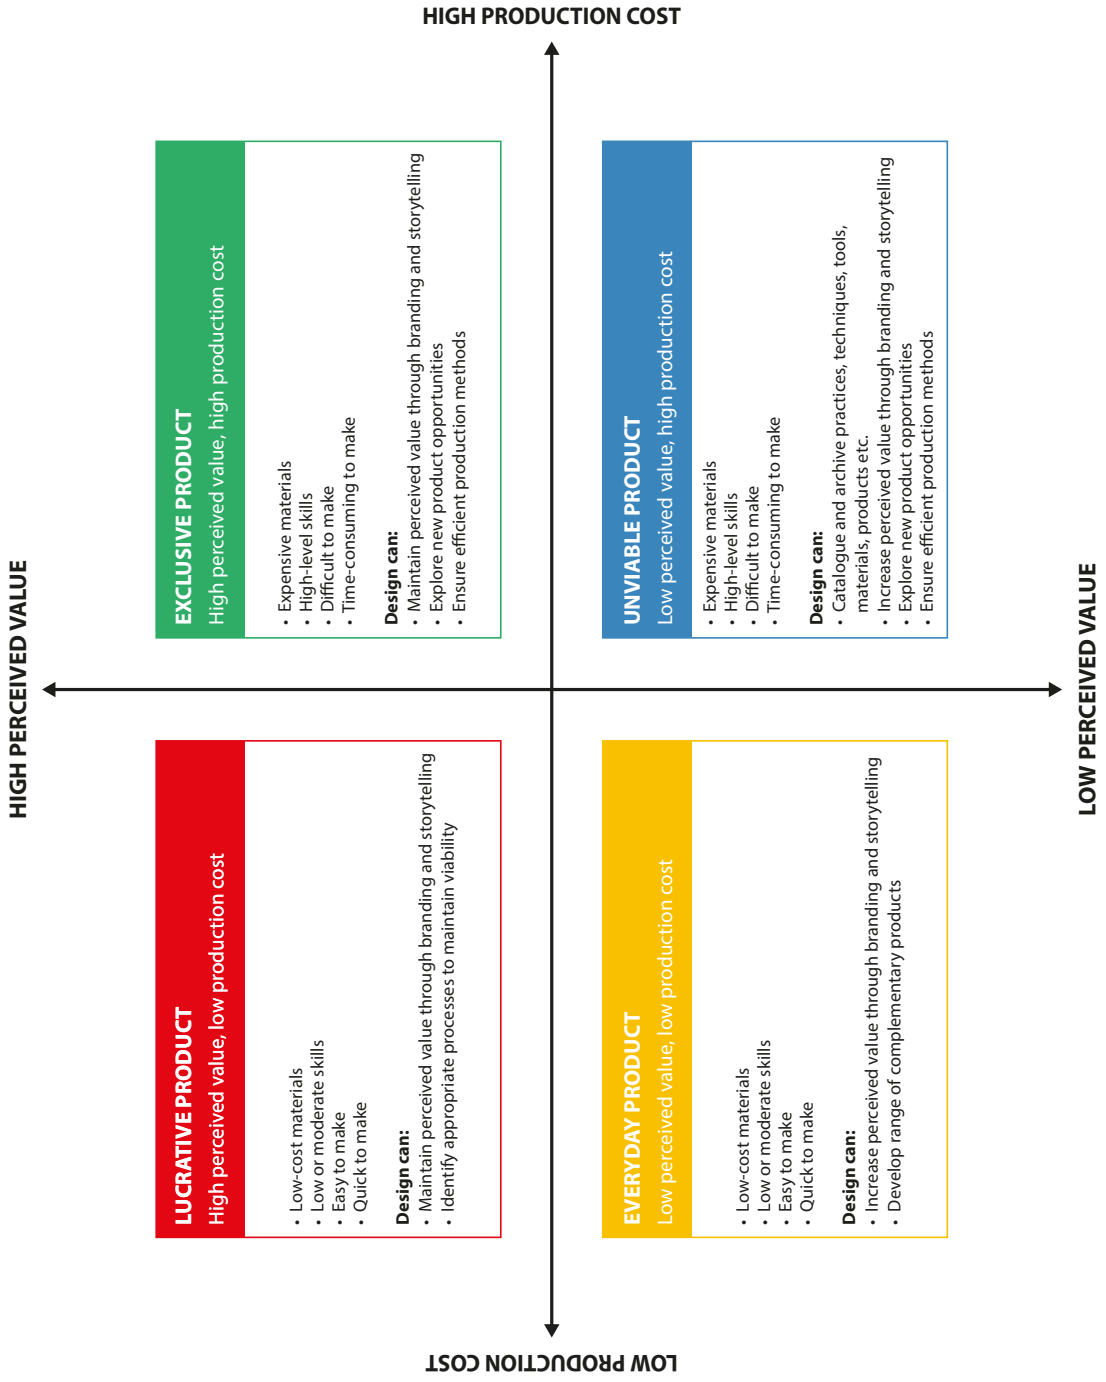 HIGH PRODUCTION COST
HIGH PERCEIVED VALUE
LUCRATIVE PRODUCT
High perceived value, low production cost
• Low-cost materials
• Low or moderate skills
• Easy to make
• Quick to make
Design can:
• Maintain perceived value through branding and storytelling
• Identify appropriate processes to maintain viability
EXCLUSIVE PRODUCT
High perceived value, high production cost
• Expensive materials
• High-level skills
• Difficult to make
• Time-consuming to make
Design can:
• Maintain perceived value through branding and storytelling
• Explore new product opportunities
• Ensure efficient production methods
EVERYDAY PRODUCT
Low perceived value, low production cost
• Low-cost materials
• Low or moderate skills
• Easy to make
• Quick to make
Design can:
• Increase perceived value through branding and storytelling
• Develop range of complementary products
UNVIABLE PRODUCT
Low perceived value, high production cost
• Expensive materials
• High-level skills
• Difficult to make
• Time-consuming to make
Design can:
• Catalogue and archive practices, techniques, tools,
materials, products etc.
• Increase perceived value through branding and storytelling
• Explore new product opportunities
• Ensure efficient production methods
LOW PERCEIVED VALUE
LOW PRODUCTION COST